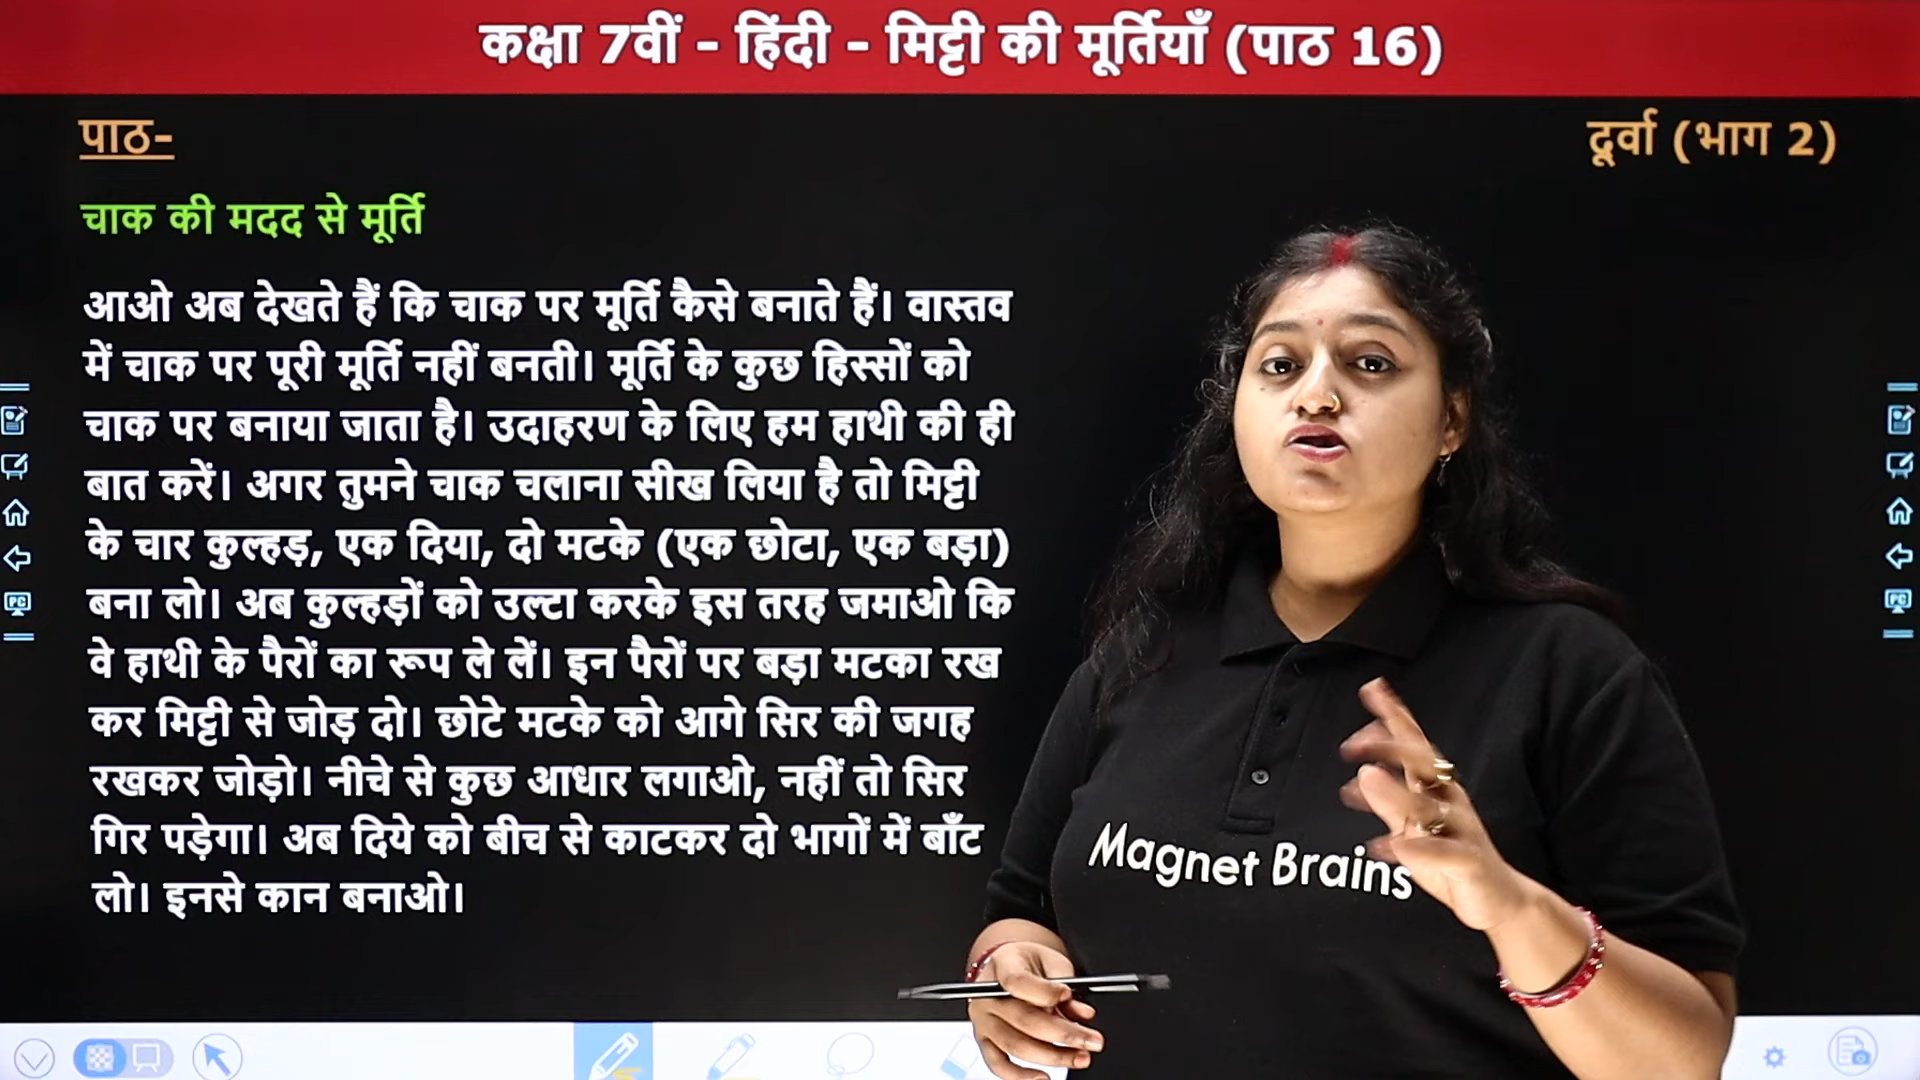 कक्षा 7वीं - हिंदी - मिट्टी की मूर्तियाँ (पाठ 16)
पाठ-
दूर्वा (भाग 2)
चाक की मदद से मूर्ति
आओ अब देखते हैं कि चाक पर मूर्ति कैसे बनाते हैं। वास्तव
में चाक पर पूरी मूर्ति नहीं बनती। मूर्ति के कुछ हिस्सों को
चाक पर बनाया जाता है। उदाहरण के लिए हम हाथी की ही
बात करें। अगर तुमने चाक चलाना सीख लिया है तो मिट्टी
के चार कुल्हड़, एक दिया, दो मटके (एक छोटा, एक बड़ा)
बना लो। अब कुल्हड़ों को उल्टा करके इस तरह जमाओ कि
वे हाथी के पैरों का रूप ले लें। इन पैरों पर बड़ा मटका रख
कर मिट्टी से जोड़ दो। छोटे मटके को आगे सिर की जगह
रखकर जोड़ो। नीचे से कुछ आधार लगाओ, नहीं तो सिर
गिर पड़ेगा। अब दिये को बीच से काटकर दो भागों में बाँट
लो। इनसे कान बनाओ।
Magnet Brains
PC
PC